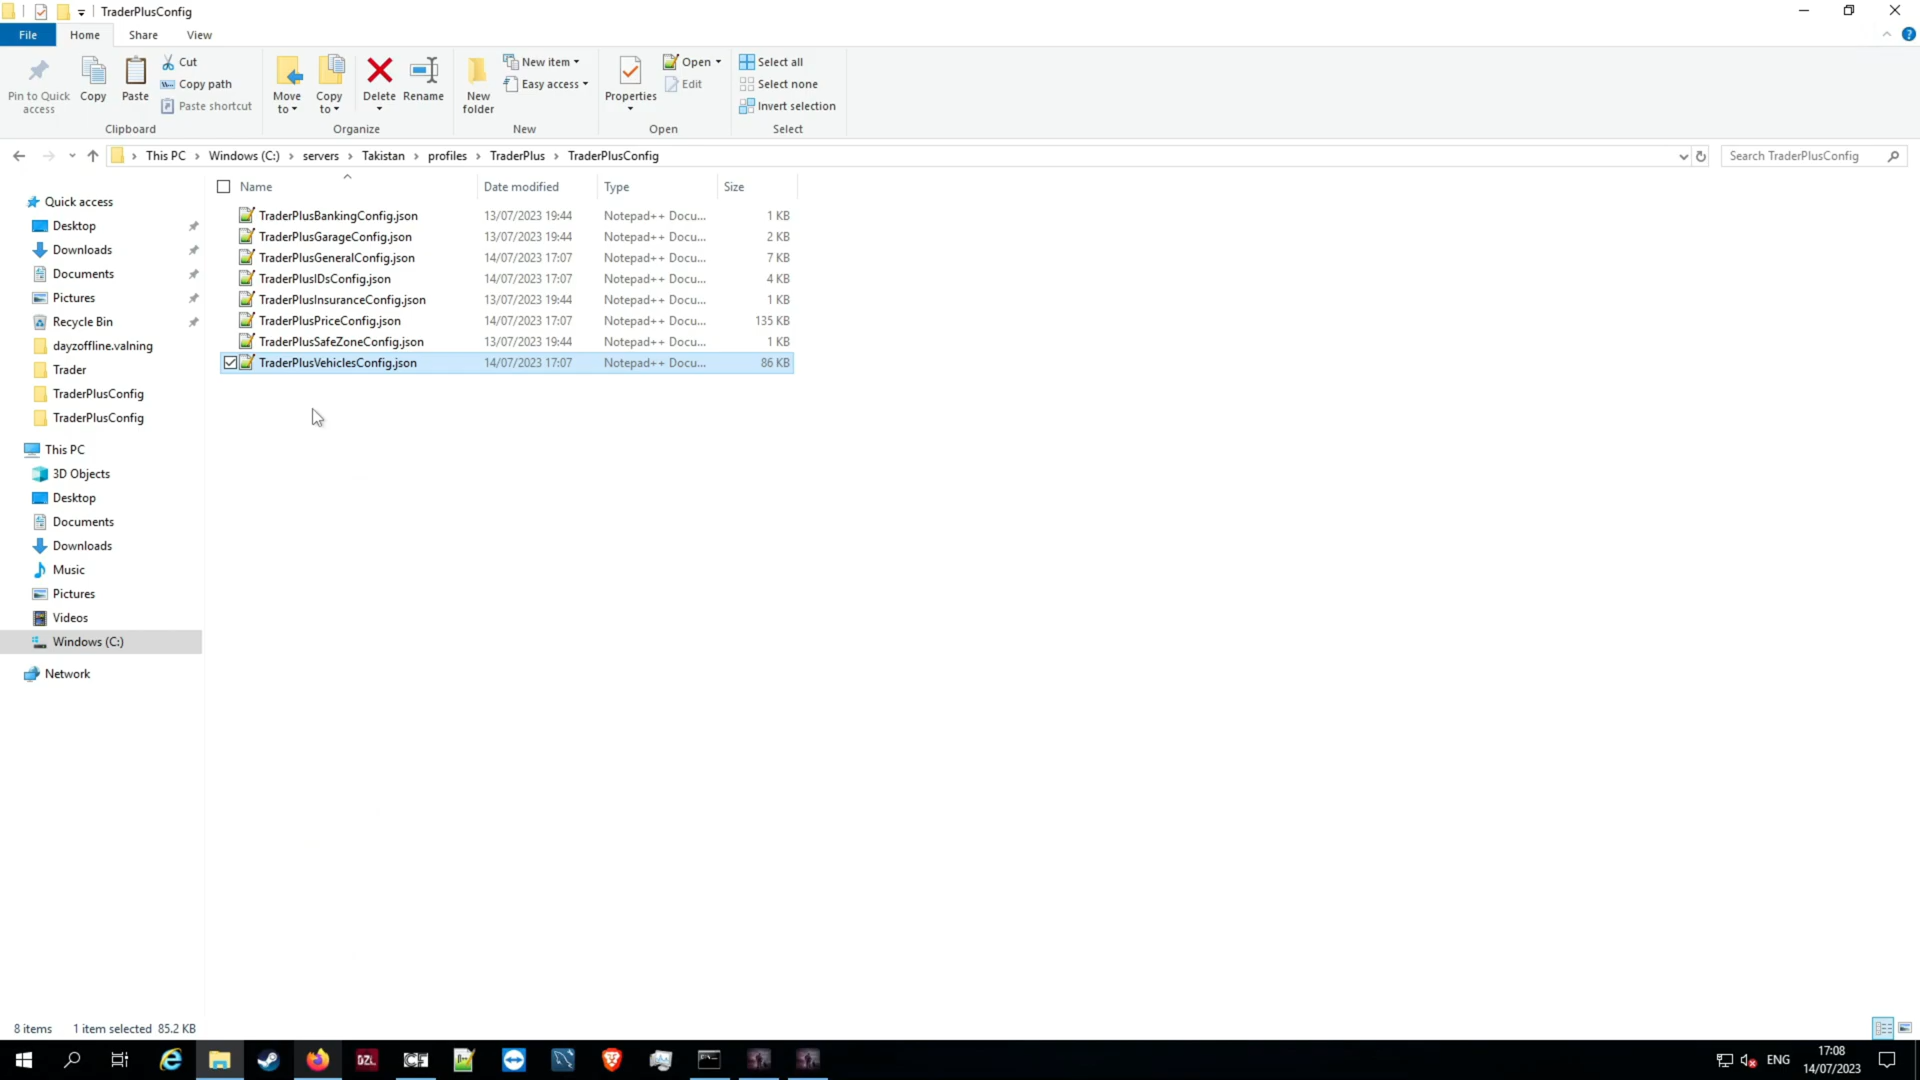 TraderPlusConfig
File
Home
Share
View
Pin to Quick
access
Copy
Paste
Cut
Copy path
Paste shortcut
Clipboard
Move
to
Copy
to
Delete
Rename
Organize
New
folder
New item
Easy access
New
Properties
Open
Edit
Open
Select all
Select none
Invert selection
Select
This PC
Windows (C:)
servers
Takistan
profiles
TraderPlus
TraderPlusConfig
Search TraderPlusConfig
Quick access
Desktop
Downloads
Documents
Pictures
Recycle Bin
dayzoffline.valning
Trader
TraderPlusConfig
TraderPlusConfig
This PC
3D Objects
Desktop
Documents
Downloads
Music
Pictures
Videos
Windows (C:)
Network
Name Date modified Type Size
TraderPlusBankingConfig.json 13/07/2023 19:44 Notepad++ Docu... 1 KB
TraderPlusGarageConfig.json 13/07/2023 19:44 Notepad++ Docu... 2 KB
TraderPlusGeneralConfig.json 14/07/2023 17:07 Notepad++ Docu... 7 KB
TraderPlusIDsConfig.json 14/07/2023 17:07 Notepad++ Docu... 4 KB
TraderPlusInsuranceConfig.json 13/07/2023 19:44 Notepad++ Docu... 1 KB
TraderPlusPriceConfig.json 14/07/2023 17:07 Notepad++ Docu... 135 KB
TraderPlusSafeZoneConfig.json 13/07/2023 19:44 Notepad++ Docu... 1 KB
TraderPlusVehiclesConfig.json 14/07/2023 17:07 Notepad++ Docu... 86 KB
8 items 1 item selected 85.2 KB
DZL
CF
ENG
17:08
14/07/2023